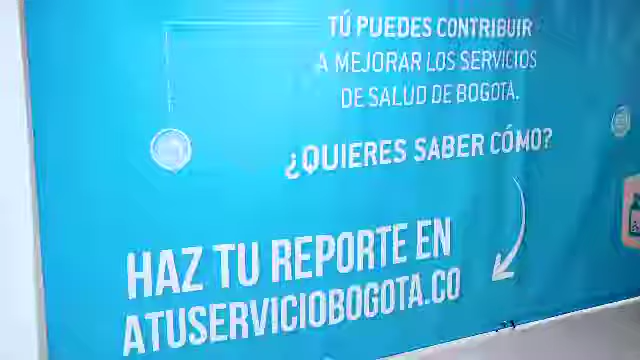 TÚ PUEDES CONTRIBUIR
A MEJORAR LOS SERVICIOS
DE SALUD DE BOGOTÁ.
¿QUIERES SABER CÓMO?
HAZ TU REPORTE EN
ATUSERVICIOBOGOTA.CO